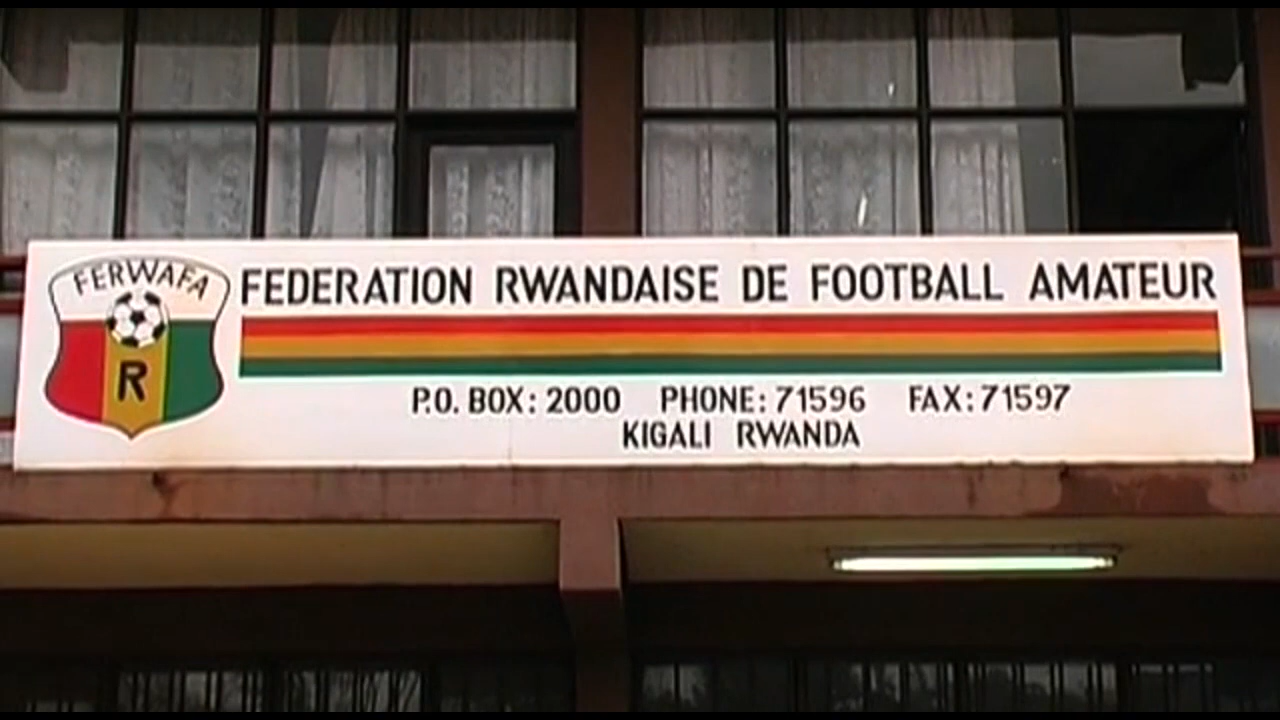 FERWAFA
R
FEDERATION RWANDAISE DE FOOTBALL AMATEUR
P.O. BOX: 2000 PHONE: 71596 FAX: 71597
KIGALI RWANDA